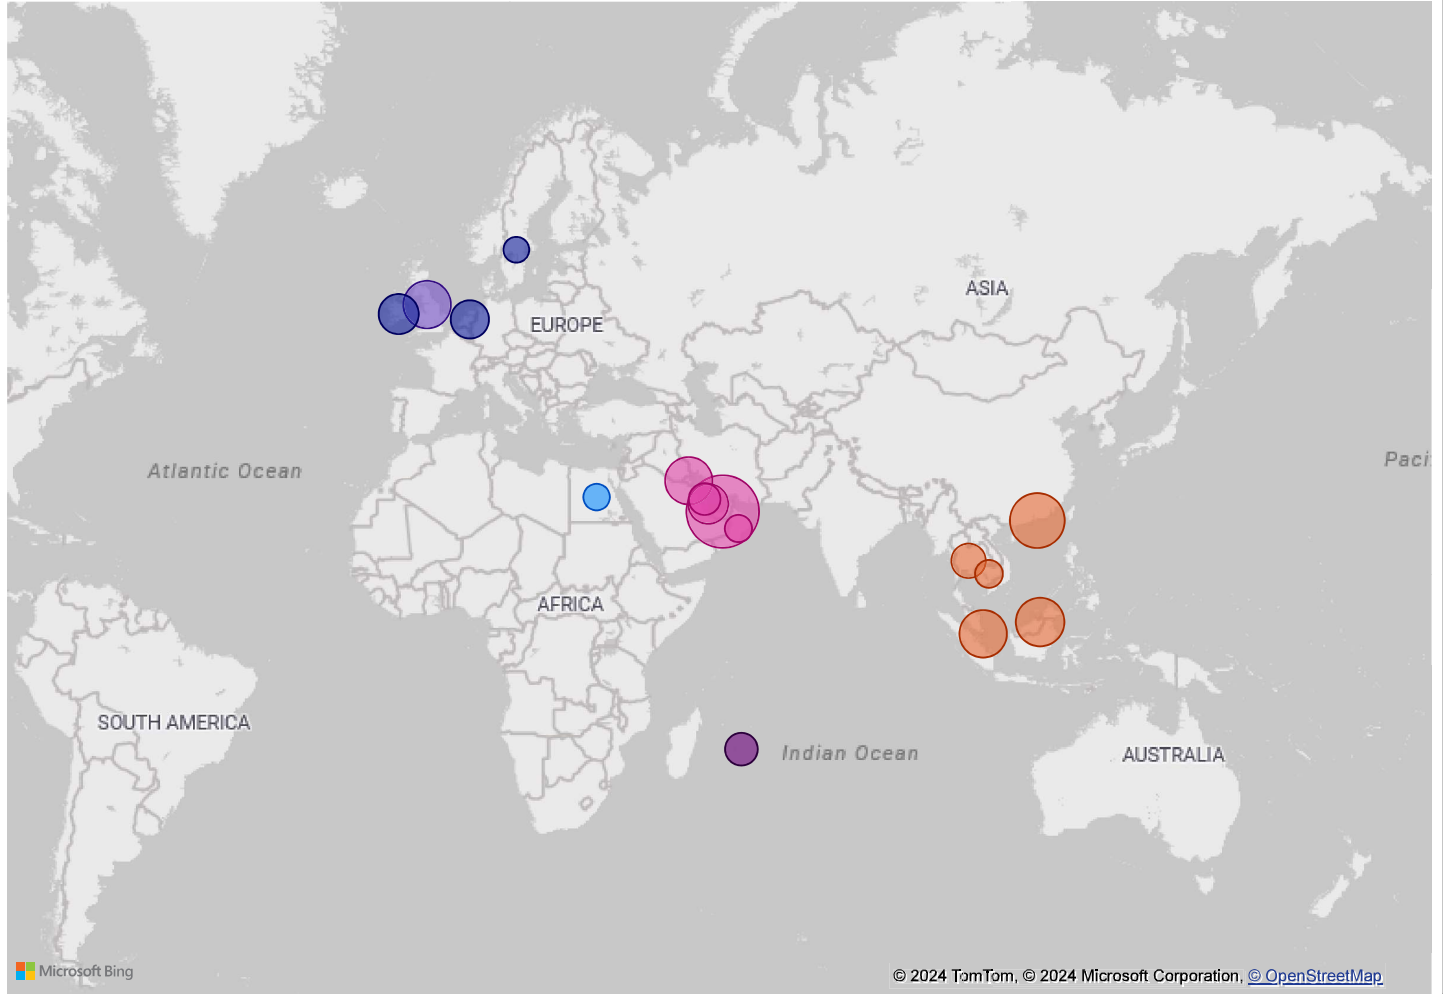 ASIA
EUROPE
Atlantic Ocean
Paci
AFRICA
SOUTH AMERICA
Indian Ocean
AUSTRALIA
Microsoft Bing
© 2024 TomTom, © 2024 Microsoft Corporation, © OpenStreetMap